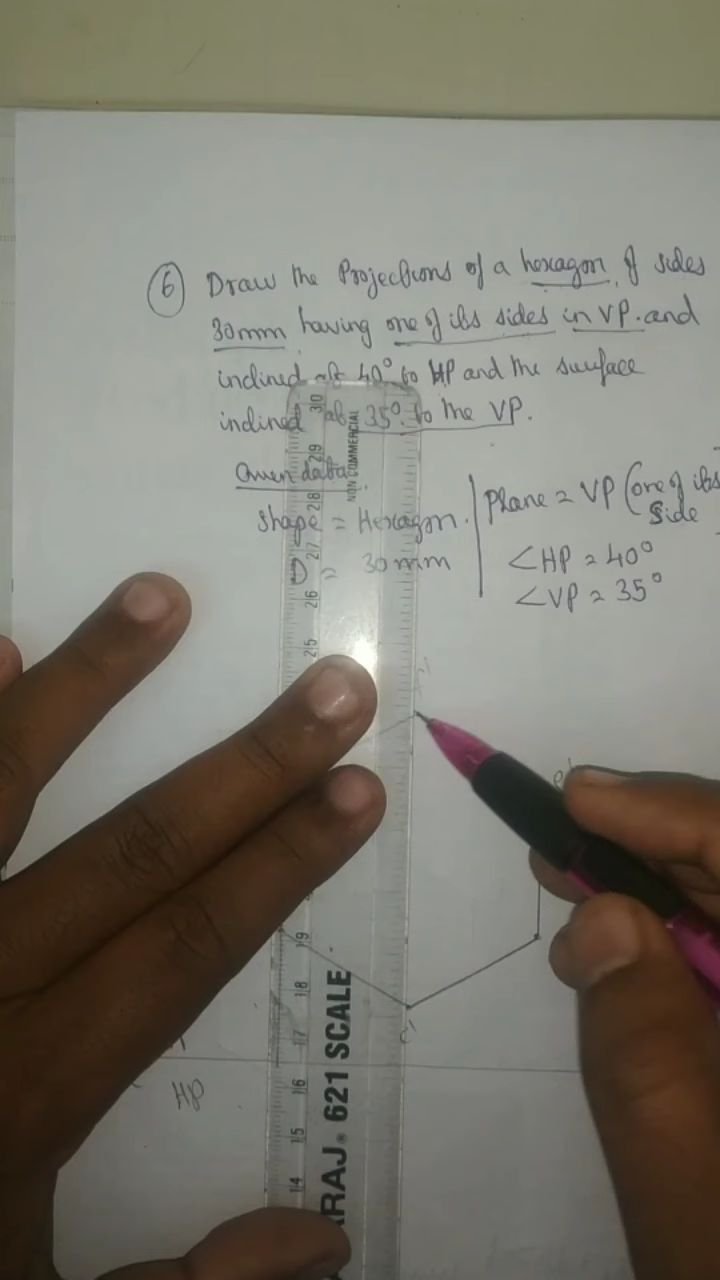 6 Draw the Projections of a hexagon of sides
30mm having one of its sides in VP. and
inclined at 40° to HP and the surface
inclined at 35° to the VP.
Given data
Shape = Hexagon. Plane = VP (one of its
Side
= 30mm
∠HP = 40°
∠VP = 35°
30
29
28
27
26
25
19
18
17
16
15
14
NON COMMERCIAL
RAJ® 621 SCALE
f'
e'
c'
HP